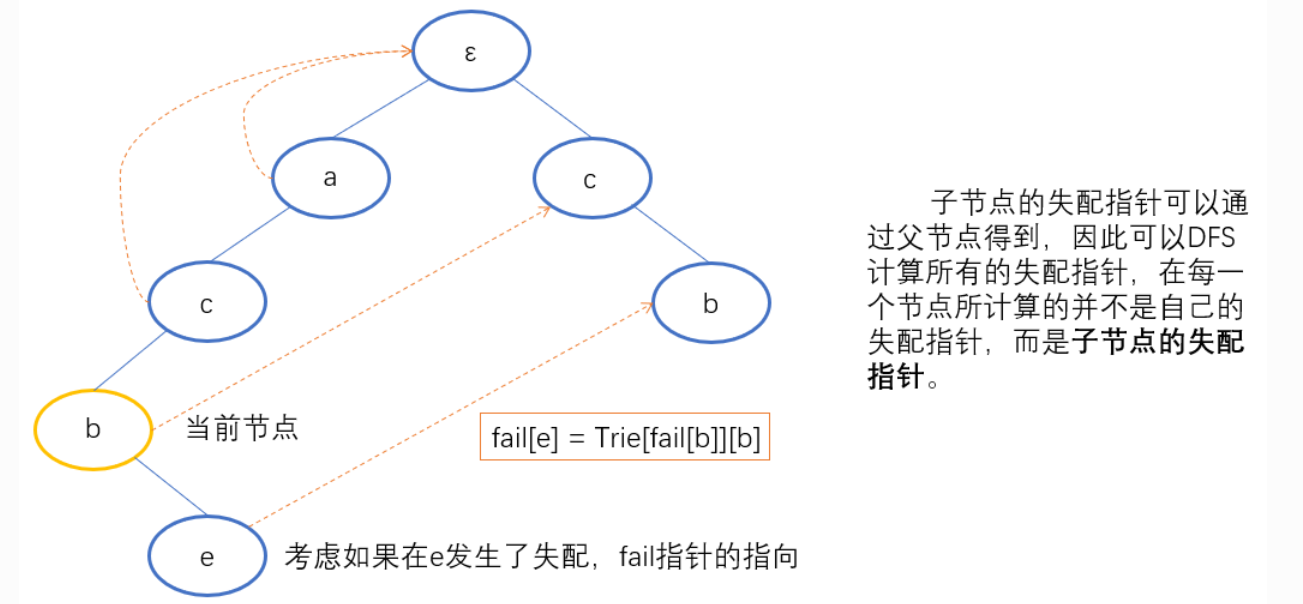 ε
a
c
c
b
b
当前节点
e
考虑如果在e发生了失配，fail指针的指向
fail[e] = Trie[fail[b]][b]
子节点的失配指针可以通
过父节点得到，因此可以DFS
计算所有的失配指针，在每一
个节点所计算的并不是自己的
失配指针，而是子节点的失配
指针。